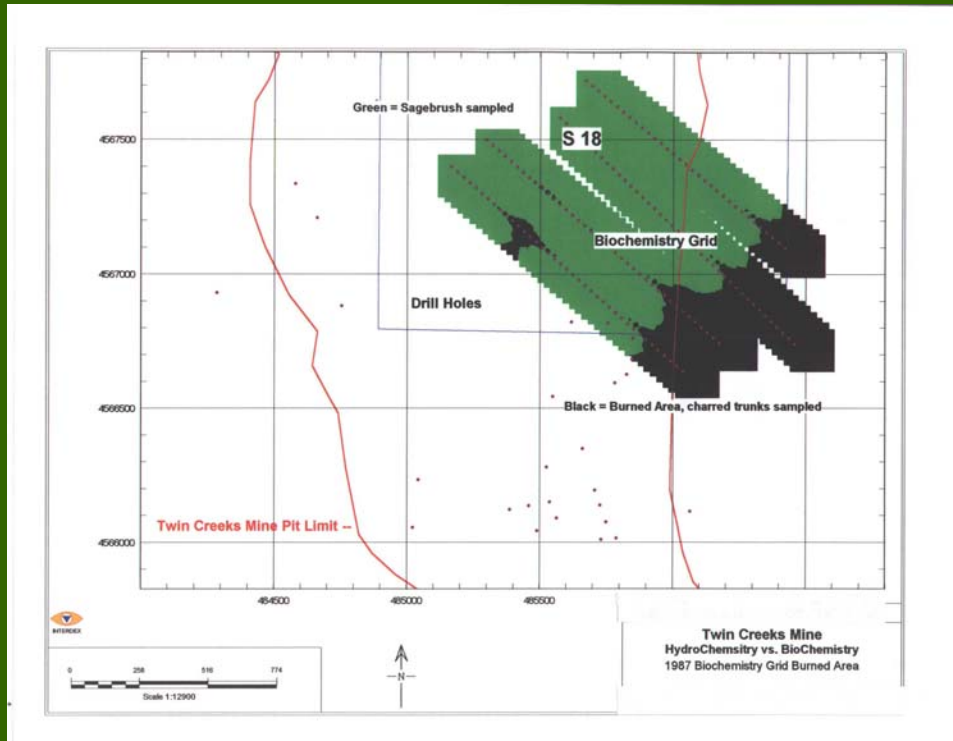 Green = Sagebrush sampled
4567500
S 18
Biochemistry Grid
4567000
Drill Holes
4566500
Black = Burned Area, charred trunks sampled
Twin Creeks Mine Pit Limit --
4566000
484500
485000
485500
INTERDEX
Twin Creeks Mine
HydroChemsitry vs. BioChemistry
1987 Biochemistry Grid Burned Area
0
258
516
774
Scale 1:12900
N